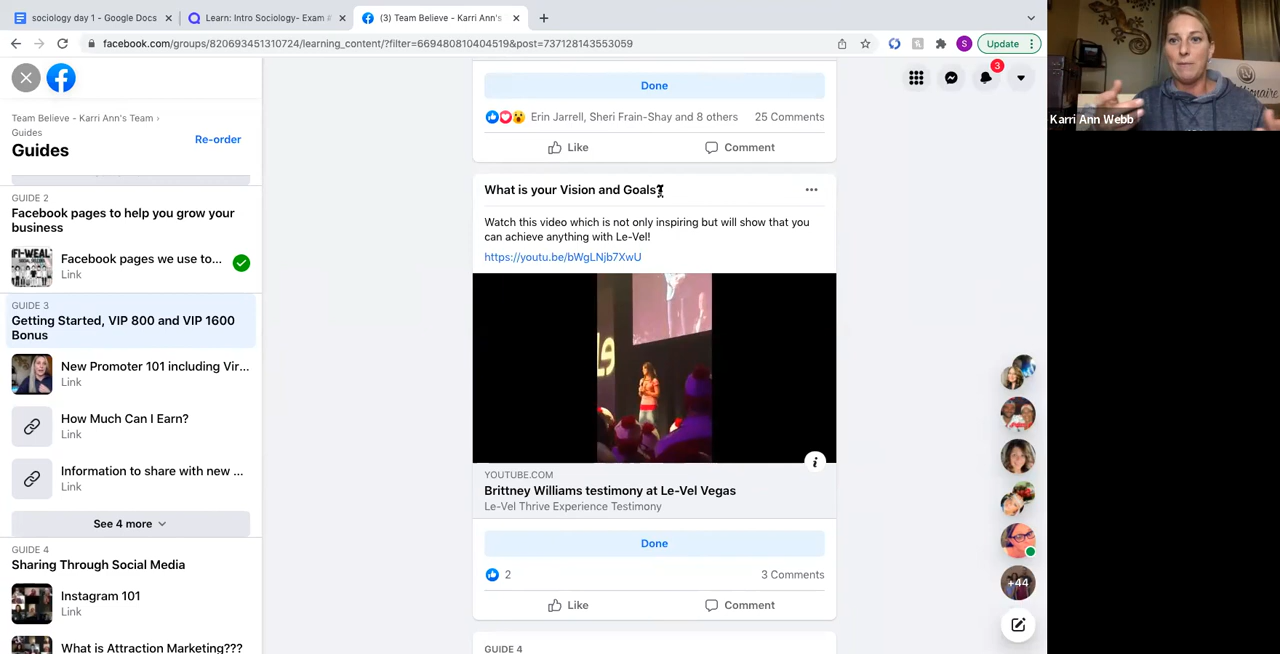 sociology day 1 - Google Docs
Learn: Intro Sociology- Exam #
(3) Team Believe - Karri Ann's
facebook.com/groups/820693451310724/learning_content/?filter=669480810404519&post=737128143553059
S
Update
Team Believe - Karri Ann's Team ›
Guides
Guides
Re-order
GUIDE 2
Facebook pages to help you grow your
business
Facebook pages we use to...
Link
GUIDE 3
Getting Started, VIP 800 and VIP 1600
Bonus
New Promoter 101 including Vir...
Link
How Much Can I Earn?
Link
Information to share with new ...
Link
See 4 more
GUIDE 4
Sharing Through Social Media
Instagram 101
Link
What is Attraction Marketing???
Done
Erin Jarrell, Sheri Frain-Shay and 8 others
25 Comments
Like
Comment
What is your Vision and Goals?
Watch this video which is not only inspiring but will show that you
can achieve anything with Le-Vel!
https://youtu.be/bWgLNjb7XwU
YOUTUBE.COM
Brittney Williams testimony at Le-Vel Vegas
Le-Vel Thrive Experience Testimony
Done
2
3 Comments
Like
Comment
GUIDE 4
3
+44
Karri Ann Webb